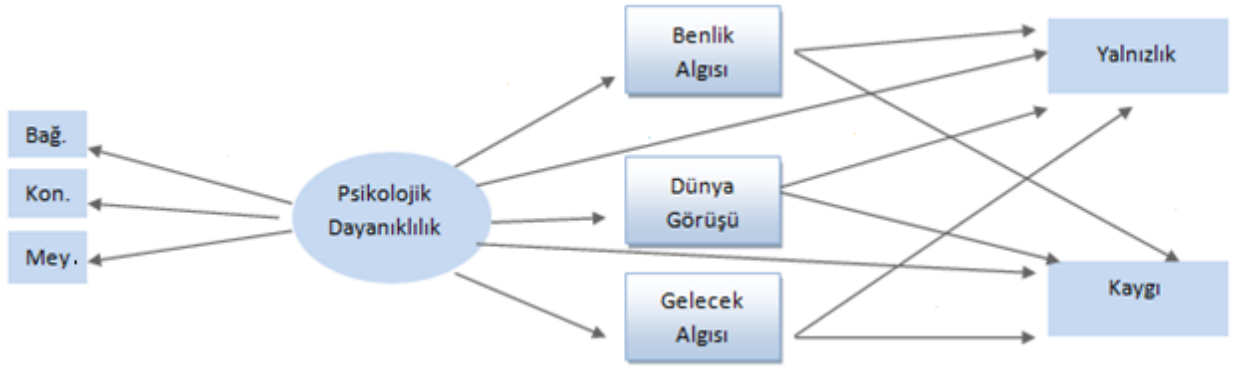 Benlik
Algısı
Yalnızlık
Bağ.
Kon.
Mey.
Psikolojik
Dayanıklılık
Dünya
Görüşü
Gelecek
Algısı
Kaygı